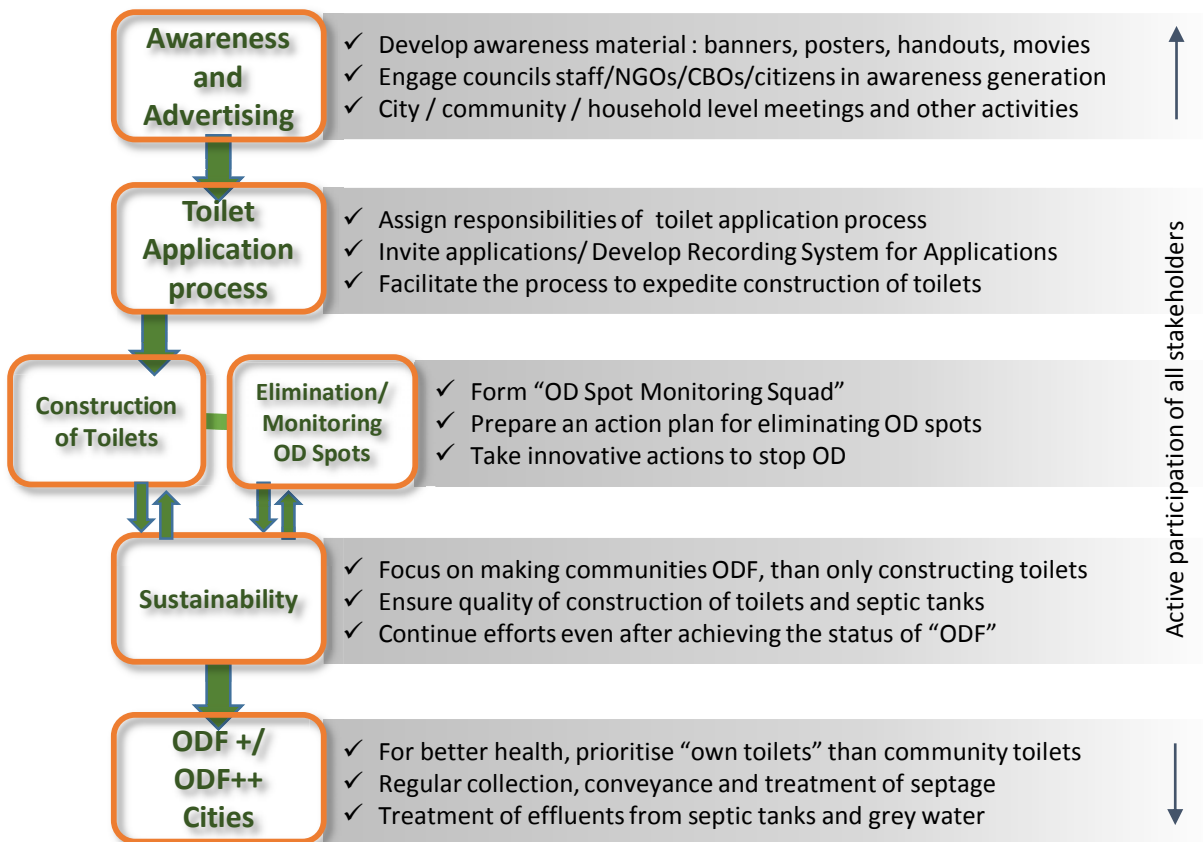 Awareness
and
Advertising
✓ Develop awareness material : banners, posters, handouts, movies
✓ Engage councils staff/NGOs/CBOs/citizens in awareness generation
✓ City / community / household level meetings and other activities
Toilet
Application
process
✓ Assign responsibilities of toilet application process
✓ Invite applications/ Develop Recording System for Applications
✓ Facilitate the process to expedite construction of toilets
Construction
of Toilets
Elimination/
Monitoring
OD Spots
✓ Form “OD Spot Monitoring Squad”
✓ Prepare an action plan for eliminating OD spots
✓ Take innovative actions to stop OD
Sustainability
✓ Focus on making communities ODF, than only constructing toilets
✓ Ensure quality of construction of toilets and septic tanks
✓ Continue efforts even after achieving the status of “ODF”
ODF +/
ODF++
Cities
✓ For better health, prioritise “own toilets” than community toilets
✓ Regular collection, conveyance and treatment of septage
✓ Treatment of effluents from septic tanks and grey water
Active participation of all stakeholders